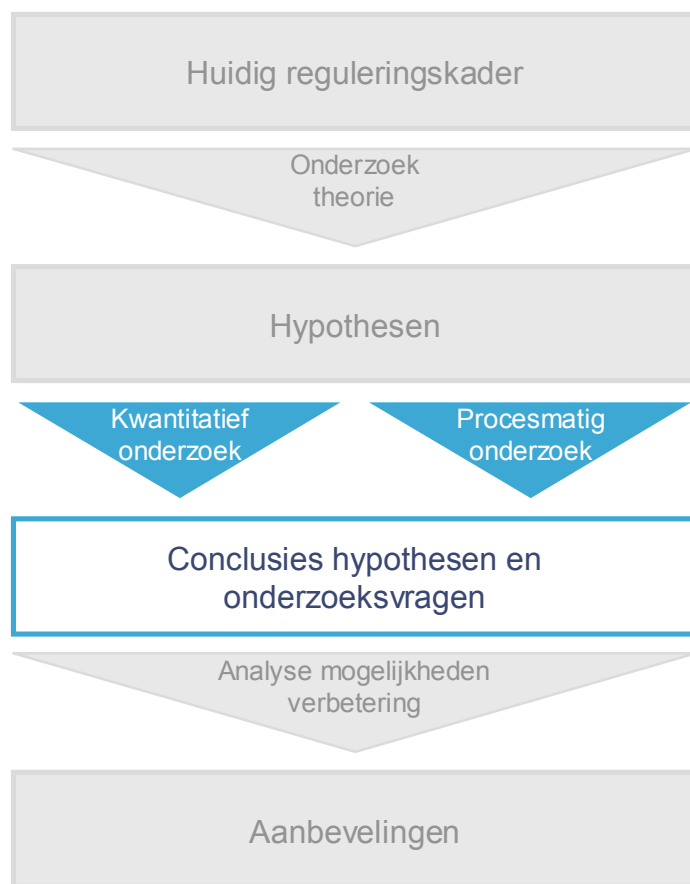 Huidig reguleringskader
Onderzoek
theorie
Hypothesen
Kwantitatief
onderzoek
Procesmatig
onderzoek
Conclusies hypothesen en
onderzoeksvragen
Analyse mogelijkheden
verbetering
Aanbevelingen